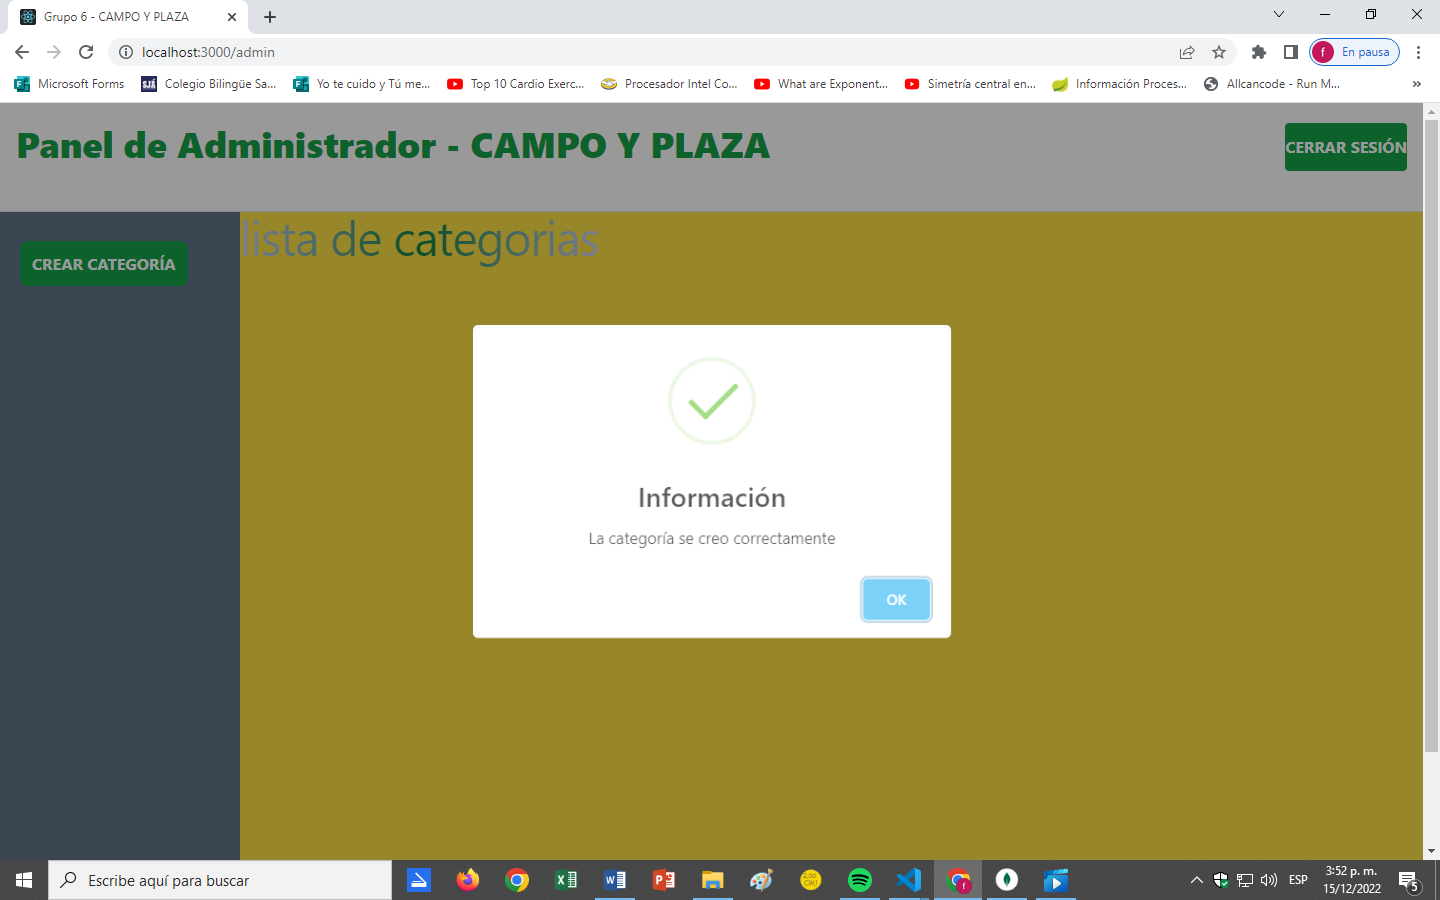 Grupo 6 - CAMPO Y PLAZA
localhost:3000/admin
f En pausa
Microsoft Forms Colegio Bilingüe Sa... Yo te cuido y Tú me... Top 10 Cardio Exerc... Procesador Intel Co... What are Exponent... Simetría central en... Información Proces... Allcancode - Run M... »
Panel de Administrador - CAMPO Y PLAZA
CERRAR SESIÓN
lista de categorias
CREAR CATEGORÍA
Información
La categoría se creo correctamente
OK
Escribe aquí para buscar
ESP
3:52 p. m.
15/12/2022
5